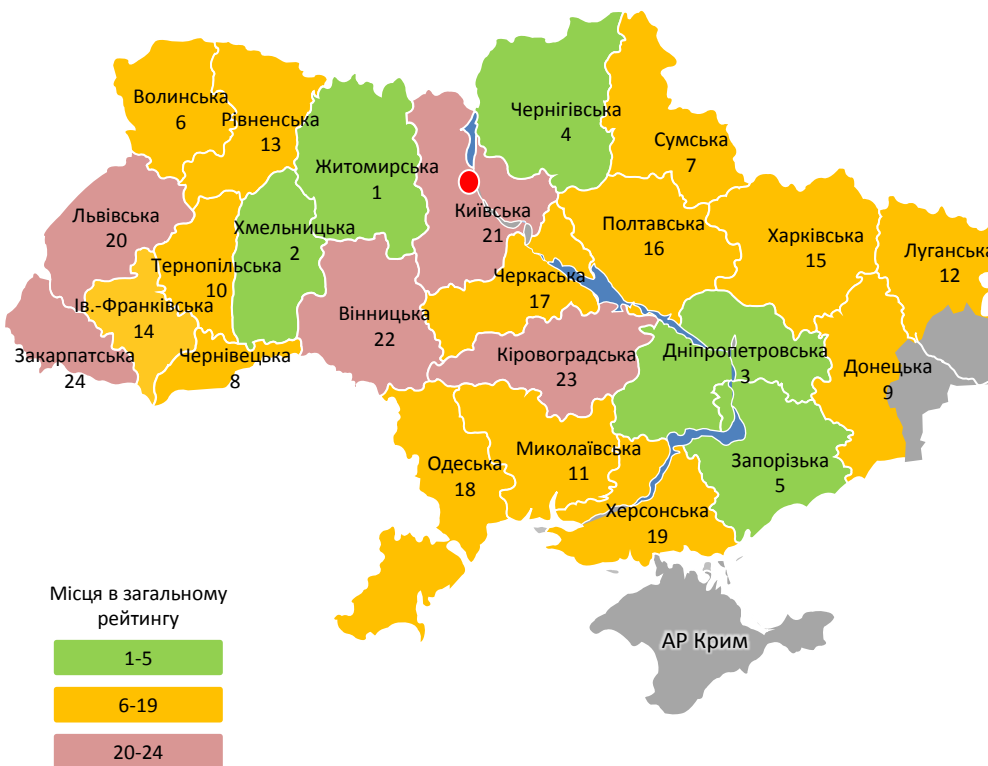 Волинська
6
Рівненська
13
Житомирська
1
Чернігівська
4
Сумська
7
Львівська
20
Хмельницька
2
Київська
21
Полтавська
16
Харківська
15
Луганська
12
Тернопільська
10
Черкаська
17
Ів.-Франківська
14
Вінницька
22
Закарпатська
24
Чернівецька
8
Кіровоградська
23
Дніпропетровська
3
Донецька
9
Одеська
18
Миколаївська
11
Запорізька
5
Херсонська
19
АР Крим
Місця в загальному
рейтингу
1-5
6-19
20-24